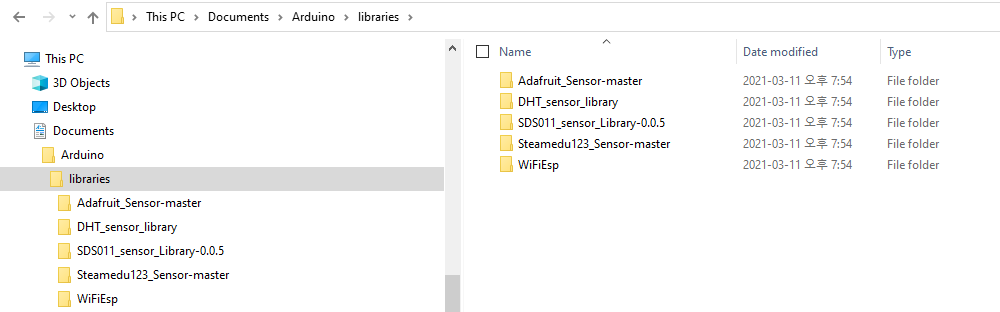 This PC > Documents > Arduino > libraries >
This PC
3D Objects
Desktop
Documents
Arduino
libraries
Adafruit_Sensor-master
DHT_sensor_library
SDS011_sensor_Library-0.0.5
Steamedu123_Sensor-master
WiFiEsp
Name Date modified Type
Adafruit_Sensor-master 2021-03-11 오후 7:54 File folder
DHT_sensor_library 2021-03-11 오후 7:54 File folder
SDS011_sensor_Library-0.0.5 2021-03-11 오후 7:54 File folder
Steamedu123_Sensor-master 2021-03-11 오후 7:54 File folder
WiFiEsp 2021-03-11 오후 7:54 File folder